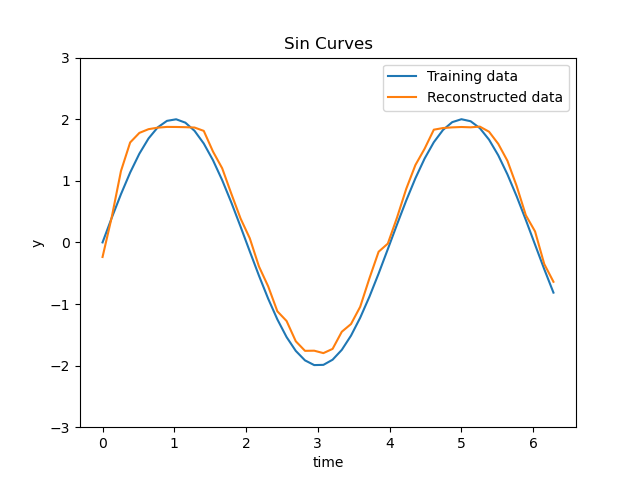 Sin Curves
Training data
Reconstructed data
3
2
1
0
−1
−2
−3
y
0 1 2 3 4 5 6
time